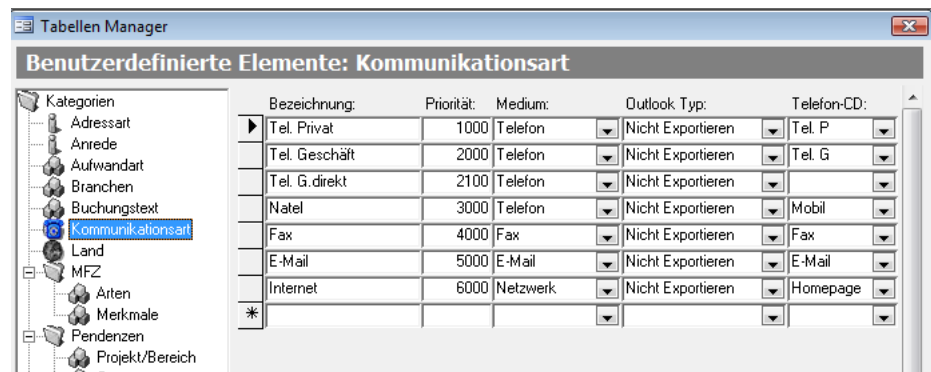 Tabellen Manager
Benutzerdefinierte Elemente: Kommunikationsart
Kategorien
Adressart
Anrede
Aufwandart
Branchen
Buchungstext
Kommunikationsart
Land
MFZ
Arten
Merkmale
Pendenzen
Projekt/Bereich
Bezeichnung: Priorität: Medium: Outlook Typ: Telefon-CD:
Tel. Privat 1000 Telefon Nicht Exportieren Tel. P
Tel. Geschäft 2000 Telefon Nicht Exportieren Tel. G
Tel. G.direkt 2100 Telefon Nicht Exportieren
Natel 3000 Telefon Nicht Exportieren Mobil
Fax 4000 Fax Nicht Exportieren Fax
E-Mail 5000 E-Mail Nicht Exportieren E-Mail
Internet 6000 Netzwerk Nicht Exportieren Homepage